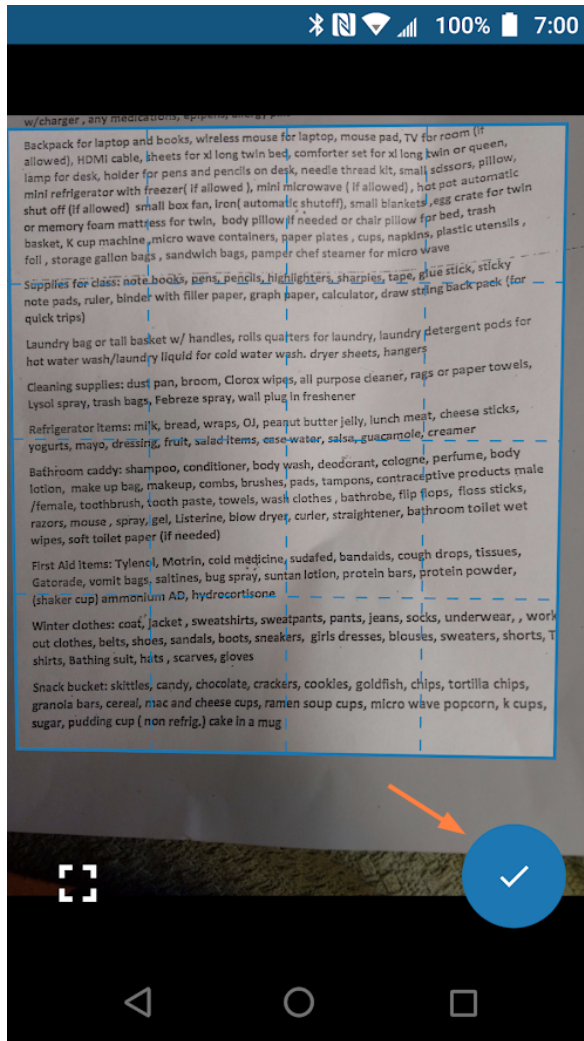 100% 7:00
w/charger , any medications, epipens, allergy
Backpack for laptop and books, wireless mouse for laptop, mouse pad, TV for room (if
allowed), HDMI cable, sheets for xl long twin bed, comforter set for xl long twin or queen,
lamp for desk, holder for pens and pencils on desk, needle thread kit, small scissors, pillow,
mini refrigerator with freezer( if allowed ), mini microwave ( if allowed) , hot pot automatic
shut off (if allowed) small box fan, iron( automatic shutoff), small blankets ,egg crate for twin
or memory foam mattress for twin, body pillow if needed or chair pillow for bed, trash
basket, K cup machine ,micro wave containers, paper plates , cups, napkins, plastic utensils ,
foil , storage gallon bags , sandwich bags, pamper chef steamer for micro wave
Supplies for class: note books, pens, pencils, highlighters, sharpies, tape, glue stick, sticky
note pads, ruler, binder with filler paper, graph paper, calculator, draw string back pack (for
quick trips)
Laundry bag or tall basket w/ handles, rolls quarters for laundry, laundry detergent pods for
hot water wash/laundry liquid for cold water wash. dryer sheets, hangers
Cleaning supplies: dust pan, broom, Clorox wipes, all purpose cleaner, rags or paper towels,
Lysol spray, trash bags, Febreze spray, wall plug in freshener
Refrigerator items: milk, bread, wraps, OJ, peanut butter jelly, lunch meat, cheese sticks,
yogurts, mayo, dressing, fruit, salad items, case water, salsa, guacamole, creamer
Bathroom caddy: shampoo, conditioner, body wash, deodorant, cologne, perfume, body
lotion, make up bag, makeup, combs, brushes, pads, tampons, contraceptive products male
/female, toothbrush, tooth paste, towels, wash clothes , bathrobe, flip flops, floss sticks,
razors, mouse , spray, gel, Listerine, blow dryer, curler, straightener, bathroom toilet wet
wipes, soft toilet paper (if needed)
First Aid items: Tylenol, Motrin, cold medicine, sudafed, bandaids, cough drops, tissues,
Gatorade, vomit bags, saltines, bug spray, suntan lotion, protein bars, protein powder,
(shaker cup) ammonium AD, hydrocortisone
Winter clothes: coat, jacket , sweatshirts, sweatpants, pants, jeans, socks, underwear, , work
out clothes, belts, shoes, sandals, boots, sneakers, girls dresses, blouses, sweaters, shorts, T
shirts, Bathing suit, hats , scarves, gloves
Snack bucket: skittles, candy, chocolate, crackers, cookies, goldfish, chips, tortilla chips,
granola bars, cereal, mac and cheese cups, ramen soup cups, micro wave popcorn, k cups,
sugar, pudding cup ( non refrig.) cake in a mug